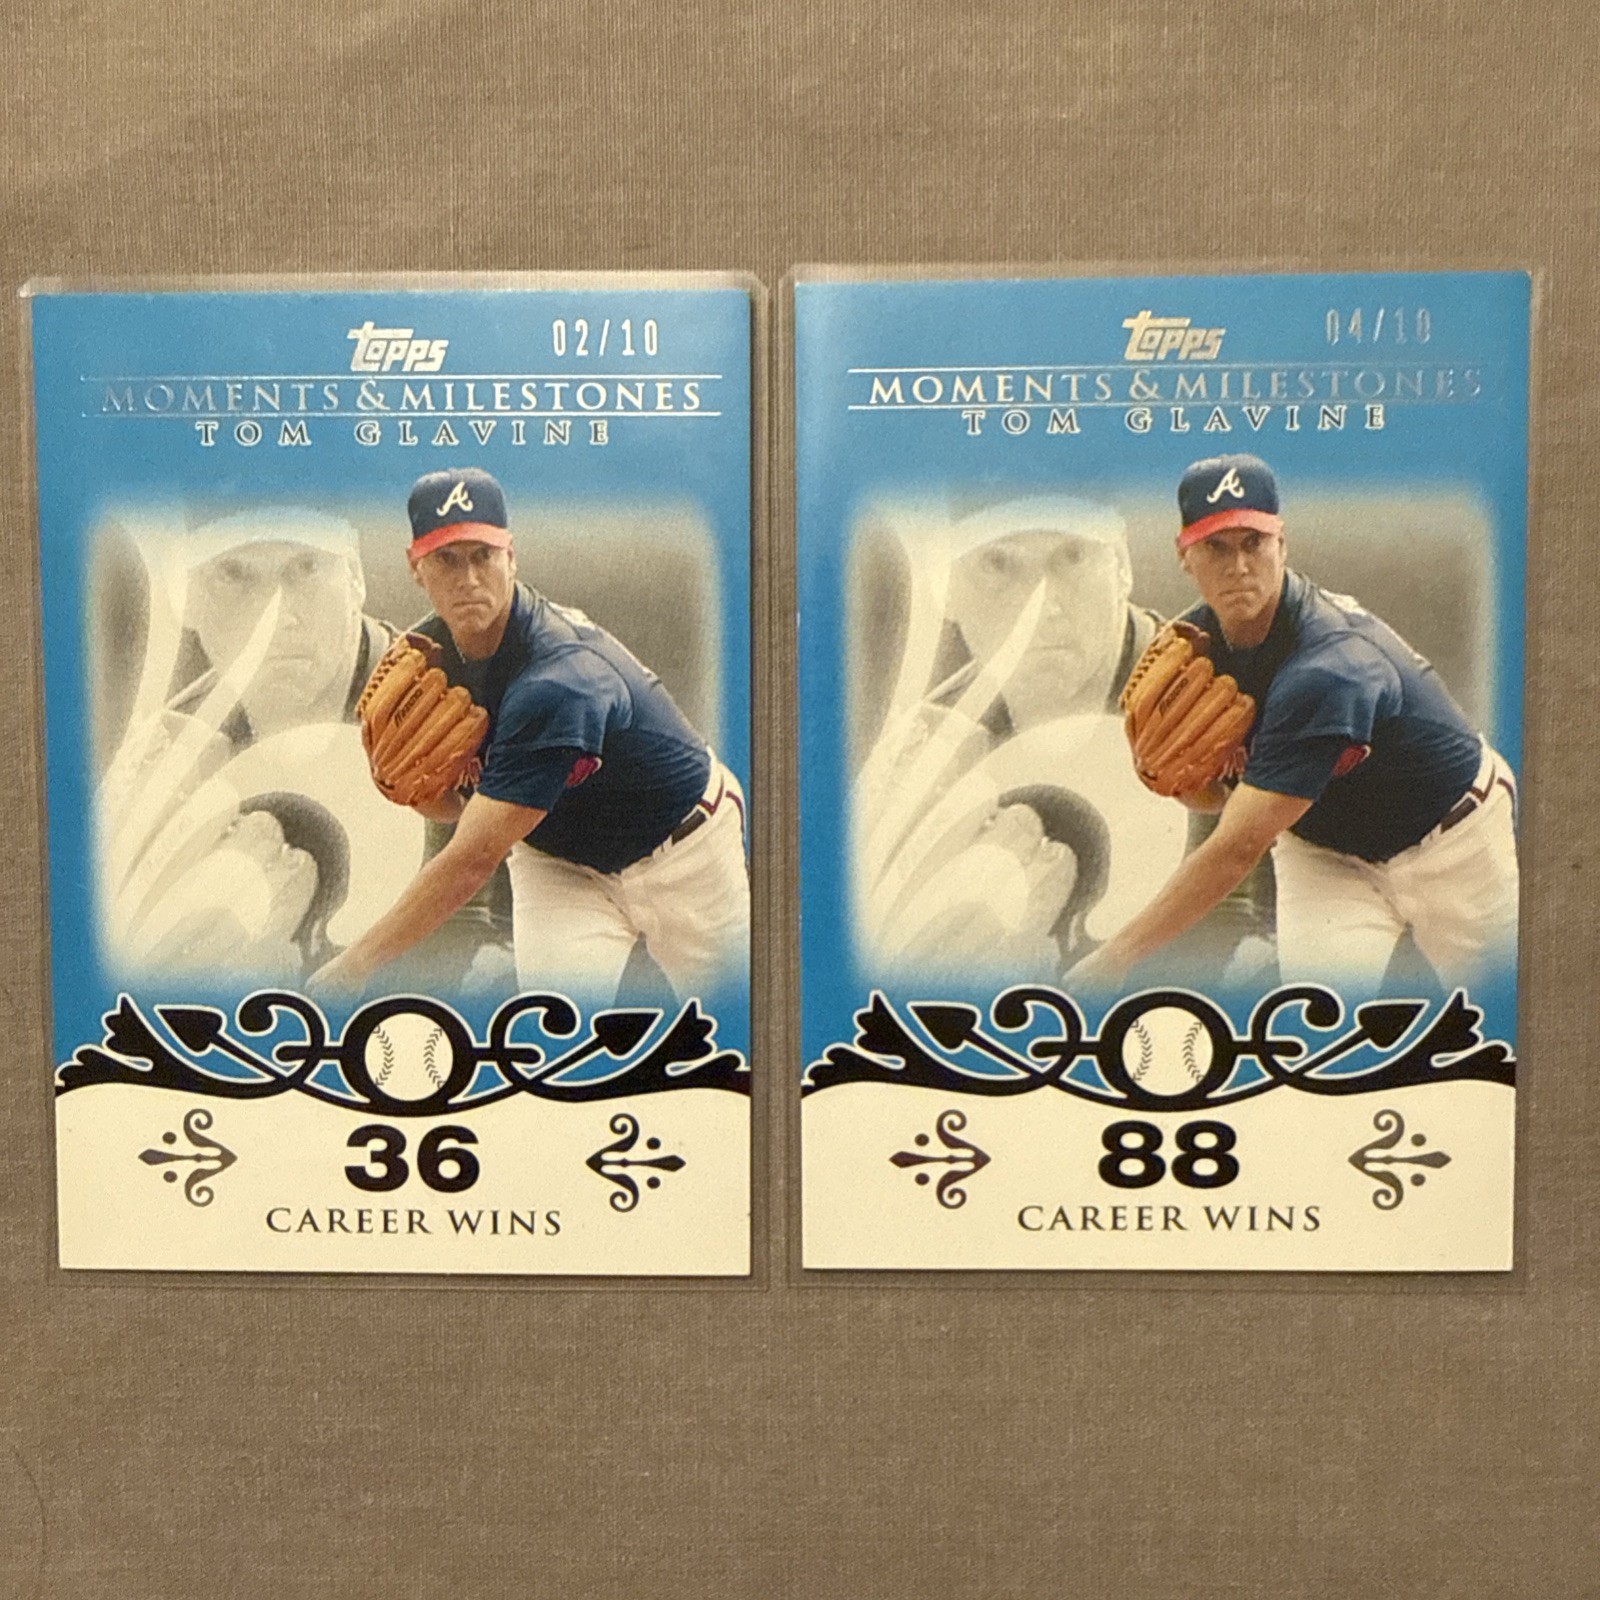 topps 02/10
MOMENTS & MILESTONES
TOM GLAVINE
A
36
CAREER WINS
topps 04/10
MOMENTS & MILESTONES
TOM GLAVINE
A
88
CAREER WINS